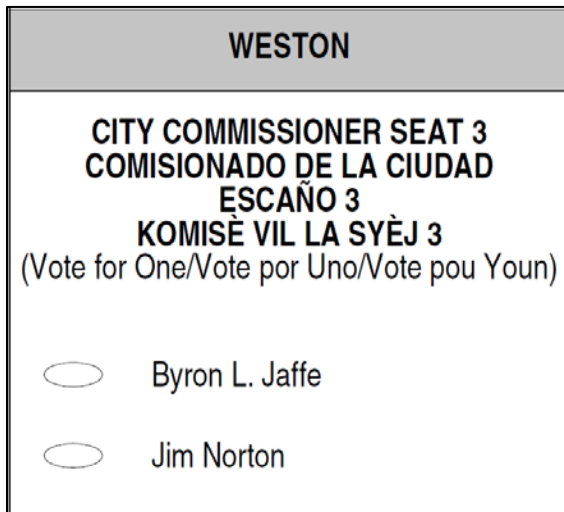 WESTON
CITY COMMISSIONER SEAT 3
COMISIONADO DE LA CIUDAD
ESCAÑO 3
KOMISÈ VIL LA SYÈJ 3
(Vote for One/Vote por Uno/Vote pou Youn)
Byron L. Jaffe
Jim Norton